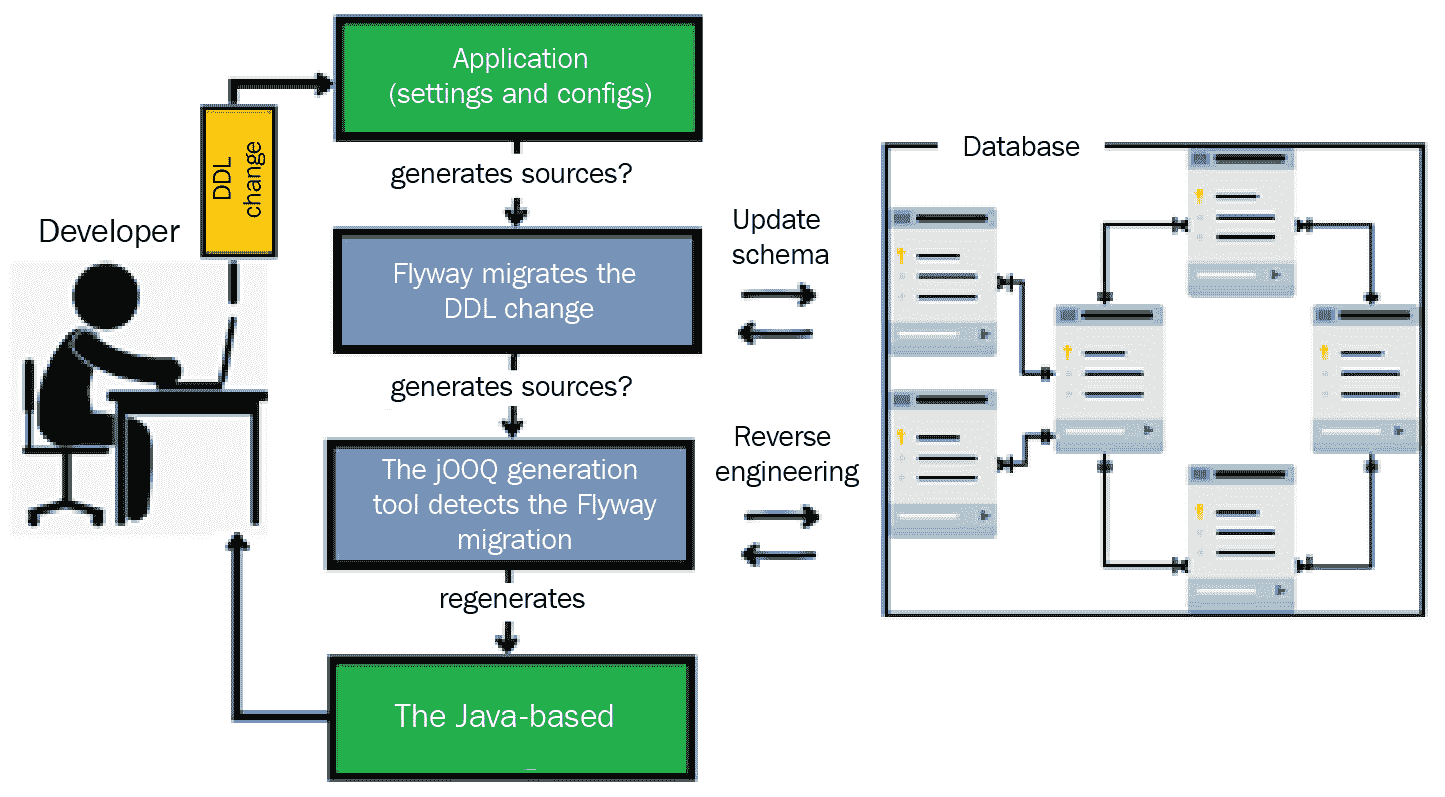 Application
(settings and configs)
DDL
change
generates sources?
Database
Developer
Flyway migrates the
DDL change
Update
schema
generates sources?
The jOOQ generation
tool detects the Flyway
migration
Reverse
engineering
regenerates
The Java-based